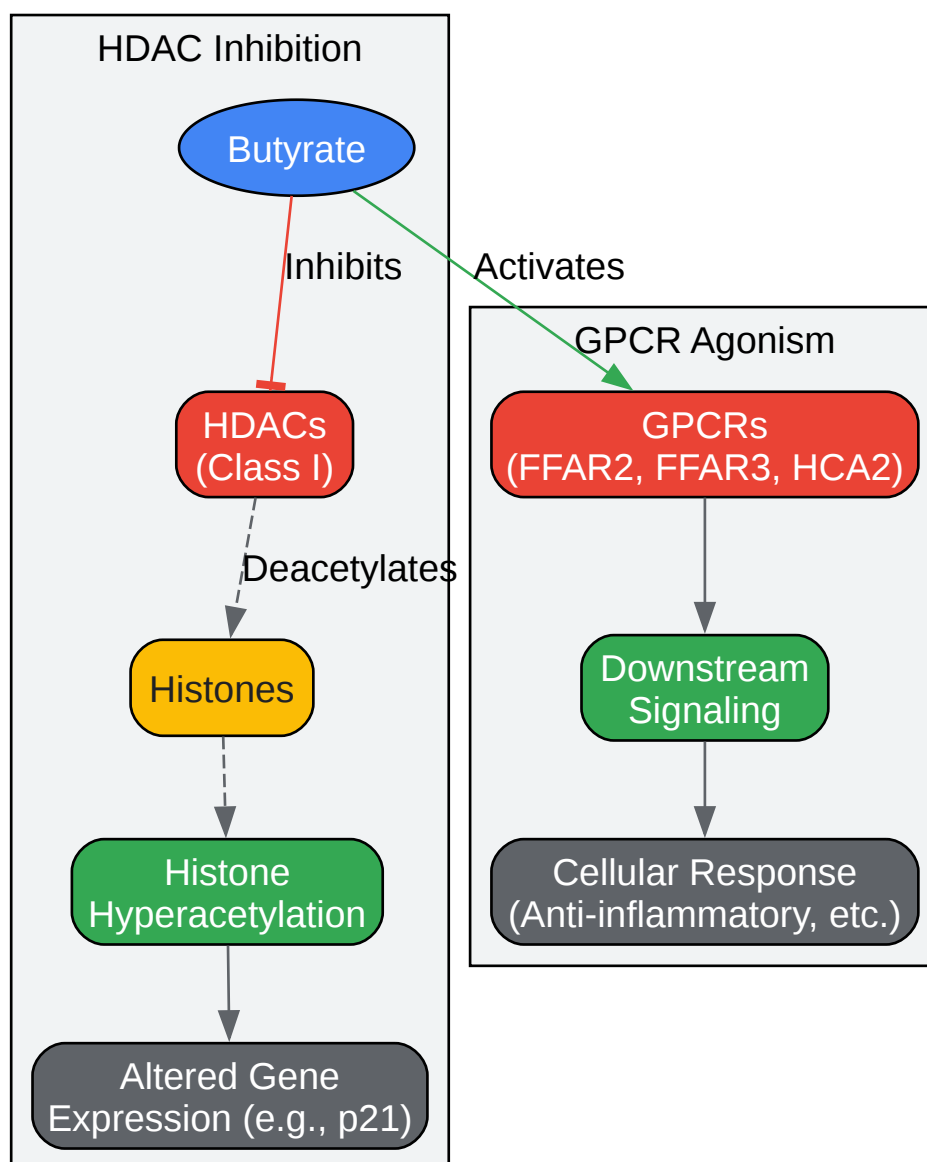 HDAC Inhibition
Butyrate
Inhibits
Activates
GPCR Agonism
HDACs
(Class I)
GPCRs
(FFAR2, FFAR3, HCA2)
Deacetylates
Histones
Downstream
Signaling
Histone
Hyperacetylation
Cellular Response
(Anti-inflammatory, etc.)
Altered Gene
Expression (e.g., p21)